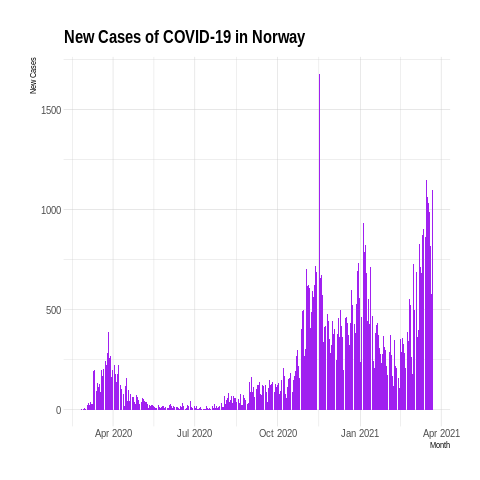 New Cases of COVID-19 in Norway
New Cases
1500
1000
500
0
Apr 2020 Jul 2020 Oct 2020 Jan 2021 Apr 2021
Month